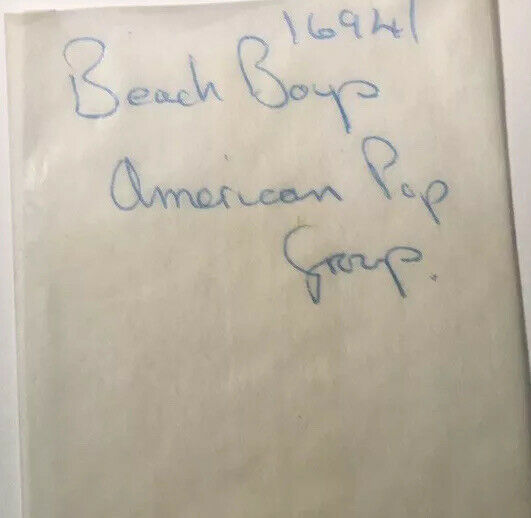 16941
Beach Boys
American Pop
Group.